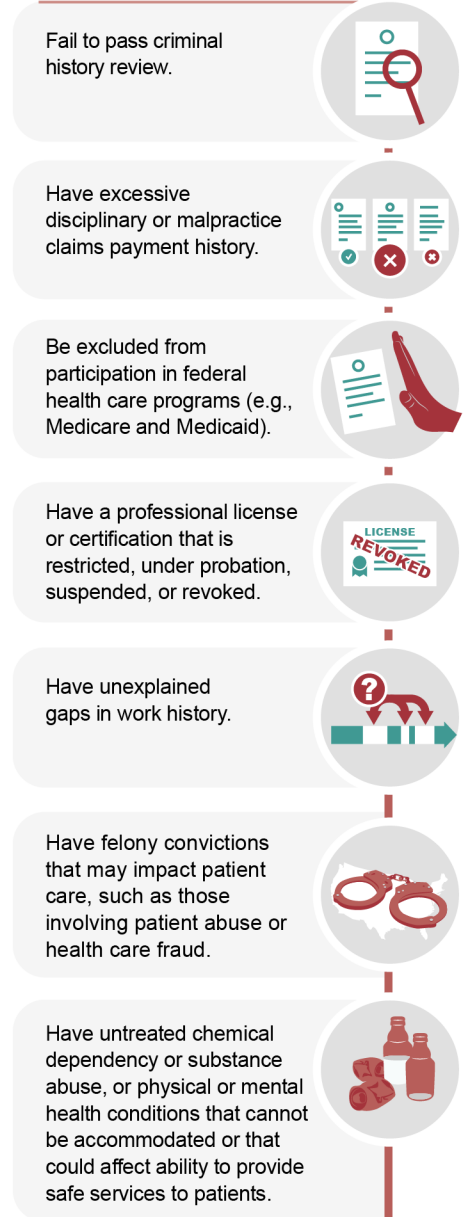 Fail to pass criminal
history review.
Have excessive
disciplinary or malpractice
claims payment history.
Be excluded from
participation in federal
health care programs (e.g.,
Medicare and Medicaid).
Have a professional license
or certification that is
restricted, under probation,
suspended, or revoked.
LICENSE
REVOKED
Have unexplained
gaps in work history.
?
Have felony convictions
that may impact patient
care, such as those
involving patient abuse or
health care fraud.
Have untreated chemical
dependency or substance
abuse, or physical or mental
health conditions that cannot
be accommodated or that
could affect ability to provide
safe services to patients.